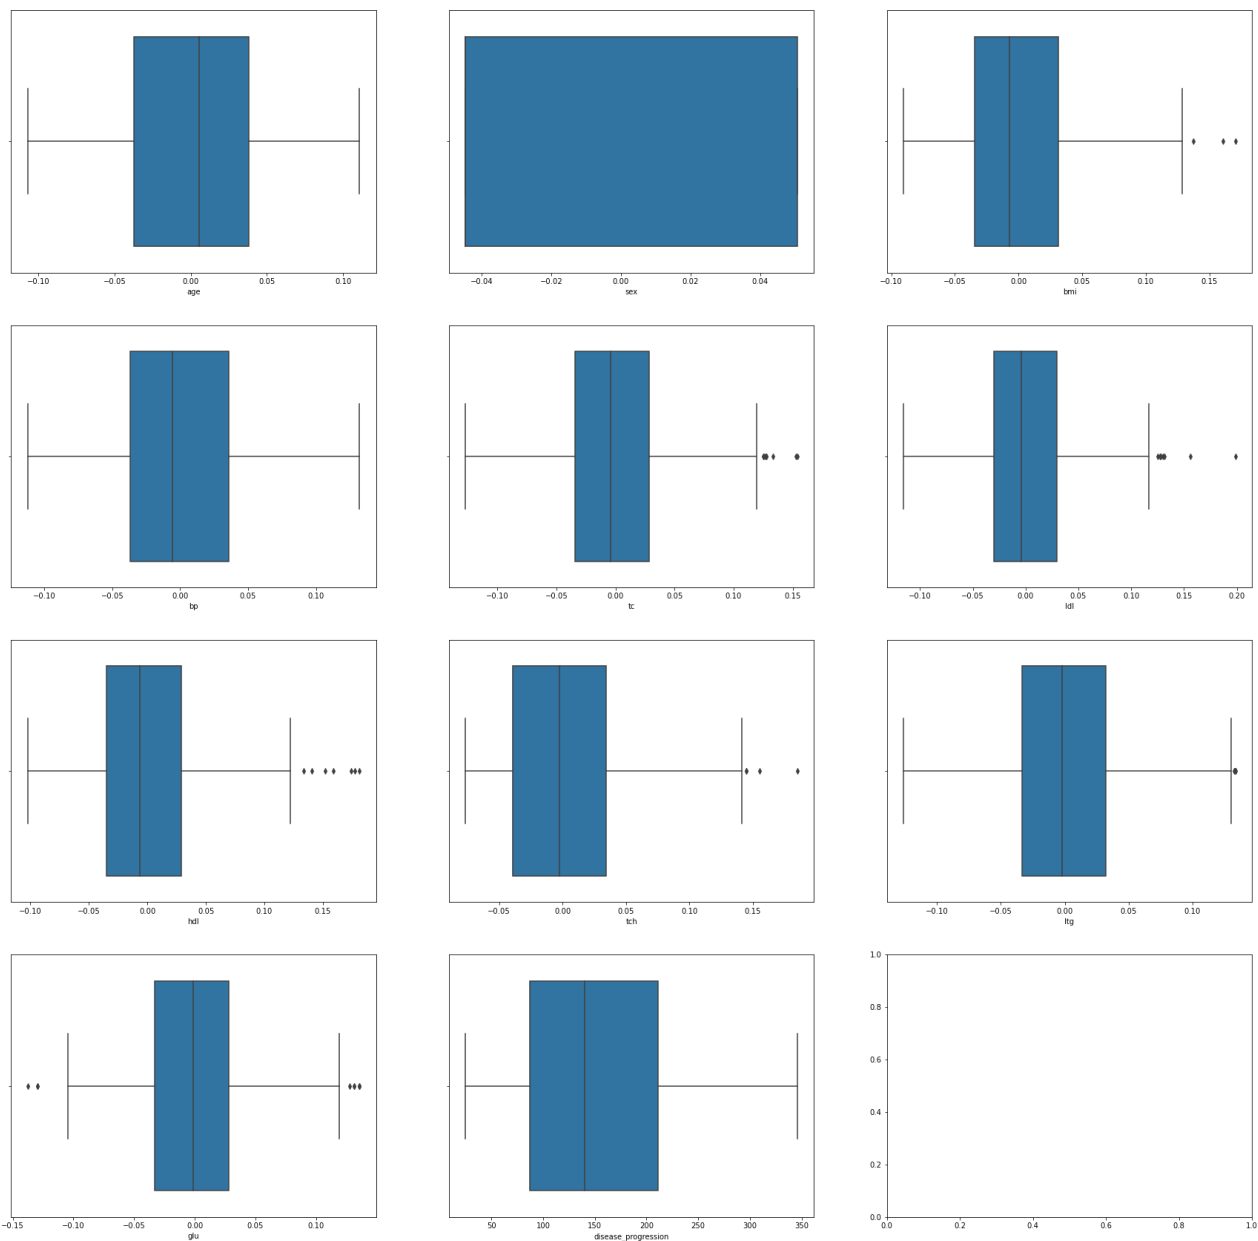 −0.10 −0.05 0.00 0.05 0.10
age
−0.04 −0.02 0.00 0.02 0.04
sex
−0.10 −0.05 0.00 0.05 0.10 0.15
bmi
−0.10 −0.05 0.00 0.05 0.10
bp
−0.10 −0.05 0.00 0.05 0.10 0.15
tc
−0.10 −0.05 0.00 0.05 0.10 0.15 0.20
ldl
−0.10 −0.05 0.00 0.05 0.10 0.15
hdl
−0.05 0.00 0.05 0.10 0.15
tch
−0.10 −0.05 0.00 0.05 0.10
ltg
−0.15 −0.10 −0.05 0.00 0.05 0.10
glu
50 100 150 200 250 300 350
disease_progression
1.0
0.8
0.6
0.4
0.2
0.0
0.0 0.2 0.4 0.6 0.8 1.0